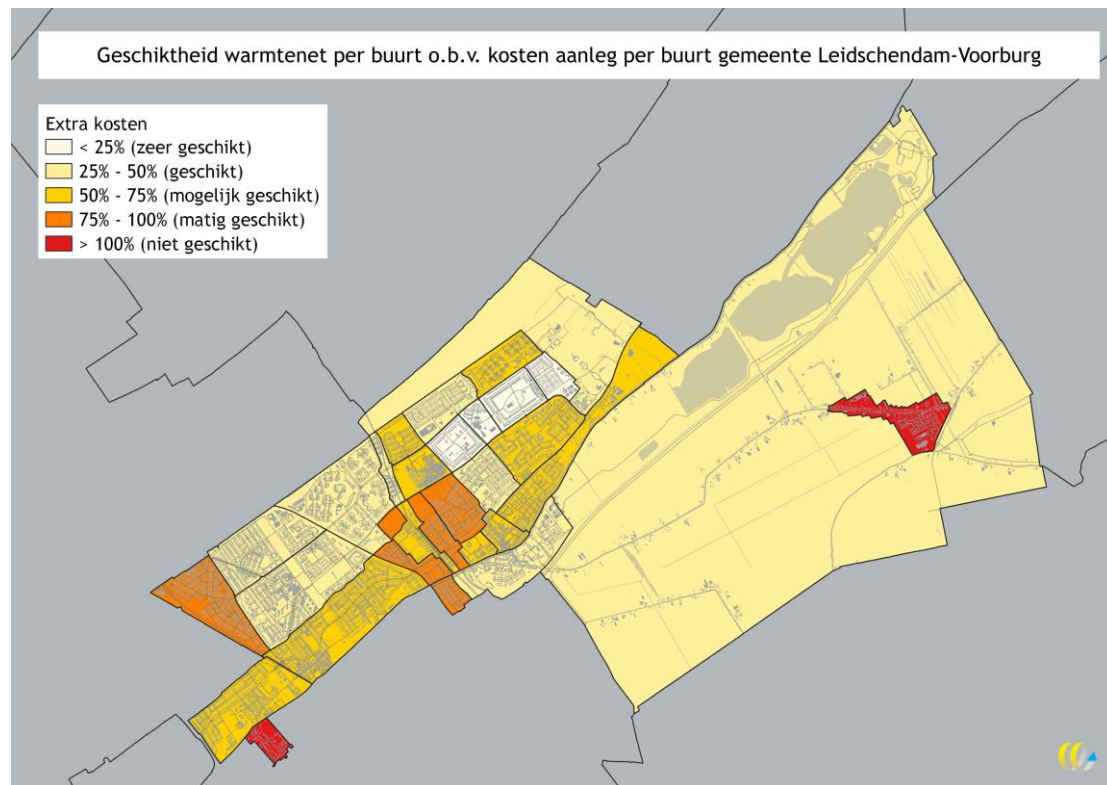 Geschiktheid warmtenet per buurt o.b.v. kosten aanleg per buurt gemeente Leidschendam-Voorburg
Extra kosten
< 25% (zeer geschikt)
25% - 50% (geschikt)
50% - 75% (mogelijk geschikt)
75% - 100% (matig geschikt)
> 100% (niet geschikt)